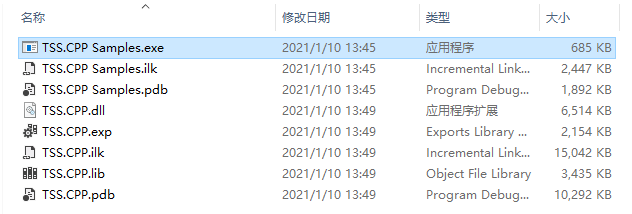 名称 修改日期 类型 大小
TSS.CPP Samples.exe 2021/1/10 13:45 应用程序 685 KB
TSS.CPP Samples.ilk 2021/1/10 13:45 Incremental Link... 2,447 KB
TSS.CPP Samples.pdb 2021/1/10 13:45 Program Debug... 1,892 KB
TSS.CPP.dll 2021/1/10 13:49 应用程序扩展 6,514 KB
TSS.CPP.exp 2021/1/10 13:49 Exports Library ... 2,154 KB
TSS.CPP.ilk 2021/1/10 13:49 Incremental Link... 15,042 KB
TSS.CPP.lib 2021/1/10 13:49 Object File Library 3,435 KB
TSS.CPP.pdb 2021/1/10 13:49 Program Debug... 10,292 KB